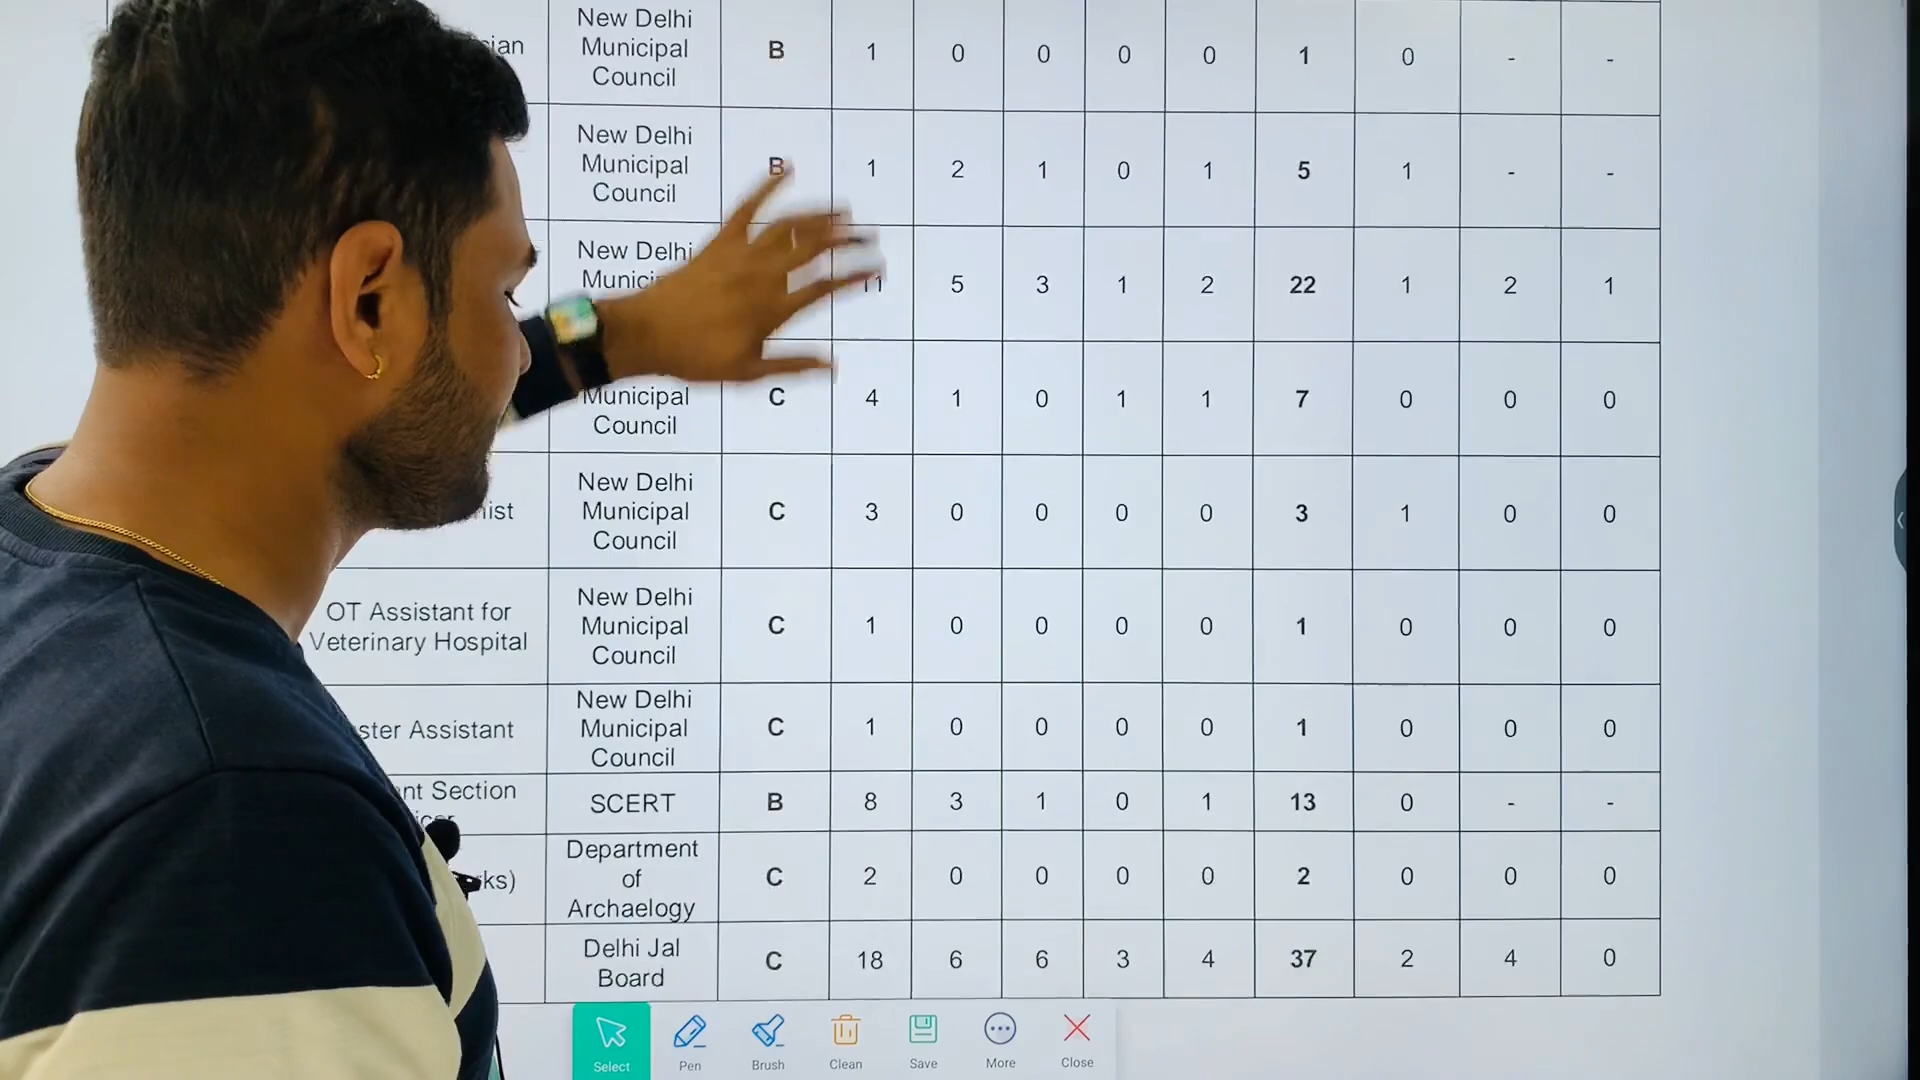 New Delhi
Municipal
Council
B 1 0 0 0 0 1 0 - -
New Delhi
Municipal
Council
B 1 2 1 0 1 5 1 - -
New Delhi
11 5 3 1 2 22 1 2 1
Municipal
Council
C 4 1 0 1 1 7 0 0 0
New Delhi
Municipal
Council
C 3 0 0 0 0 3 1 0 0
OT Assistant for
Veterinary Hospital
New Delhi
Municipal
Council
C 1 0 0 0 0 1 0 0 0
Assistant
New Delhi
Municipal
Council
C 1 0 0 0 0 1 0 0 0
Section
SCERT
B 8 3 1 0 1 13 0 - -
Department
of
Archaelogy
C 2 0 0 0 0 2 0 0 0
Delhi Jal
Board
C 18 6 6 3 4 37 2 4 0
Select Pen Brush Clean Save More Close